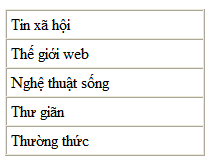 Tin xã hội
Thế giới web
Nghệ thuật sống
Thư giãn
Thường thức